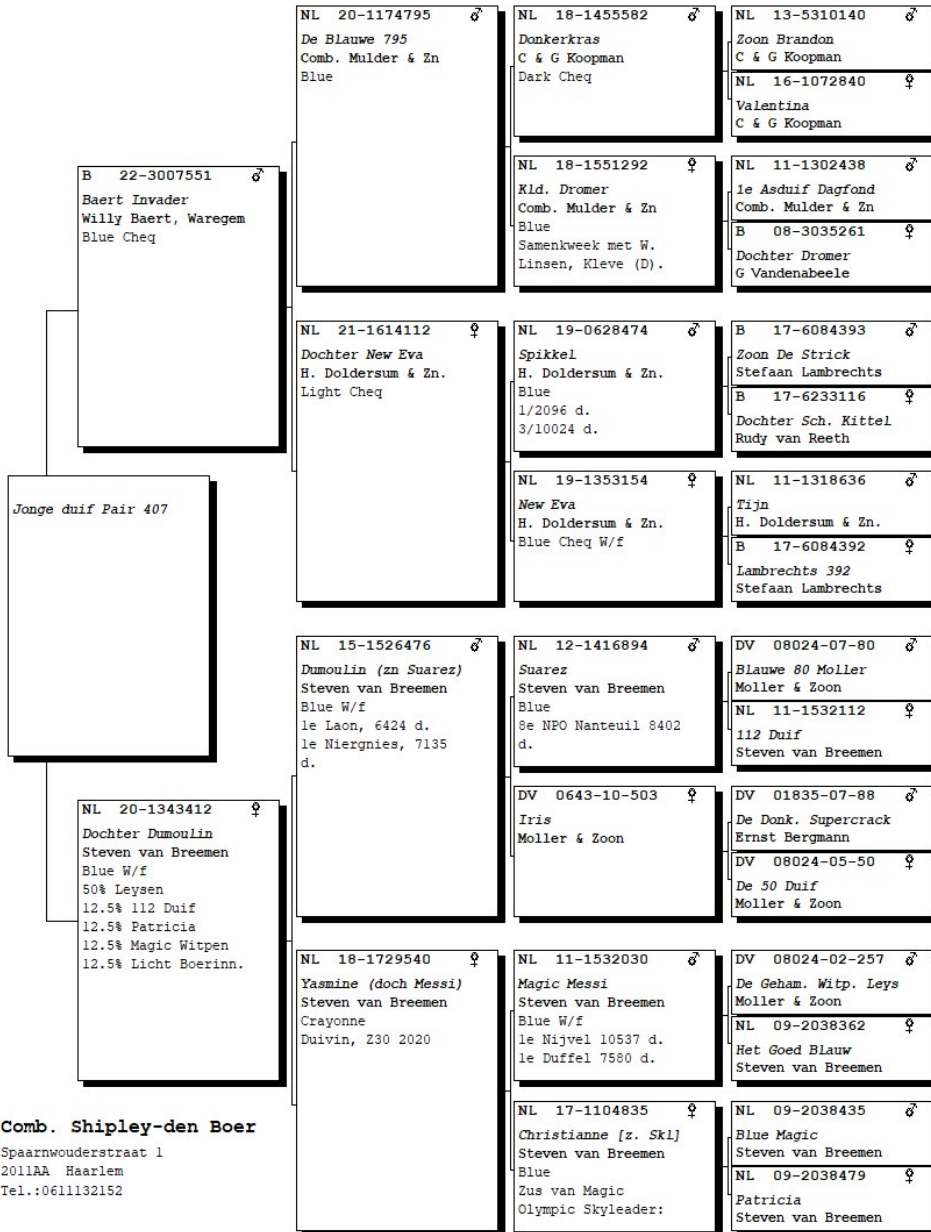 Jonge duif Pair 407
B 22-3007551 ♂
Baert Invader
Willy Baert, Waregem
Blue Cheq
NL 20-1343412 ♀
Dochter Dumoulin
Steven van Breemen
Blue W/f
50% Leysen
12.5% 112 Duif
12.5% Patricia
12.5% Magic Witpen
12.5% Licht Boerinn.
NL 20-1174795 ♂
De Blauwe 795
Comb. Mulder & Zn
Blue
NL 21-1614112 ♀
Dochter New Eva
H. Doldersum & Zn.
Light Cheq
NL 15-1526476 ♂
Dumoulin (zn Suarez)
Steven van Breemen
Blue W/f
1e Laon, 6424 d.
1e Niergnies, 7135
d.
NL 18-1729540 ♀
Yasmine (doch Messi)
Steven van Breemen
Crayonne
Duivin, Z30 2020
NL 18-1455582 ♂
Donkerkras
C & G Koopman
Dark Cheq
NL 18-1551292 ♀
Kld. Dromer
Comb. Mulder & Zn
Blue
Samenkweek met W.
Linsen, Kleve (D).
NL 19-0628474 ♂
Spikkel
H. Doldersum & Zn.
Blue
1/2096 d.
3/10024 d.
NL 19-1353154 ♀
New Eva
H. Doldersum & Zn.
Blue Cheq W/f
NL 12-1416894 ♂
Suarez
Steven van Breemen
Blue
8e NPO Nanteuil 8402
d.
DV 0643-10-503 ♀
Iris
Moller & Zoon
NL 11-1532030 ♂
Magic Messi
Steven van Breemen
Blue W/f
1e Nijvel 10537 d.
1e Duffel 7580 d.
NL 17-1104835 ♀
Christianne [z. Skl]
Steven van Breemen
Blue
Zus van Magic
Olympic Skyleader:
NL 13-5310140 ♂
Zoon Brandon
C & G Koopman
NL 16-1072840 ♀
Valentina
C & G Koopman
NL 11-1302438 ♂
1e Asduif Dagfond
Comb. Mulder & Zn
B 08-3035261 ♀
Dochter Dromer
G Vandenabeele
B 17-6084393 ♂
Zoon De Strick
Stefaan Lambrechts
B 17-6233116 ♀
Dochter Sch. Kittel
Rudy van Reeth
NL 11-1318636 ♂
Tijn
H. Doldersum & Zn.
B 17-6084392 ♀
Lambrechts 392
Stefaan Lambrechts
DV 08024-07-80 ♂
Blauwe 80 Moller
Moller & Zoon
NL 11-1532112 ♀
112 Duif
Steven van Breemen
DV 01835-07-88 ♂
De Donk. Supercrack
Ernst Bergmann
DV 08024-05-50 ♀
De 50 Duif
Moller & Zoon
DV 08024-02-257 ♂
De Geham. Witp. Leys
Moller & Zoon
NL 09-2038362 ♀
Het Goed Blauw
Steven van Breemen
NL 09-2038435 ♂
Blue Magic
Steven van Breemen
NL 09-2038479 ♀
Patricia
Steven van Breemen
Comb. Shipley-den Boer
Spaarnwouderstraat 1
2011AA Haarlem
Tel.:0611132152